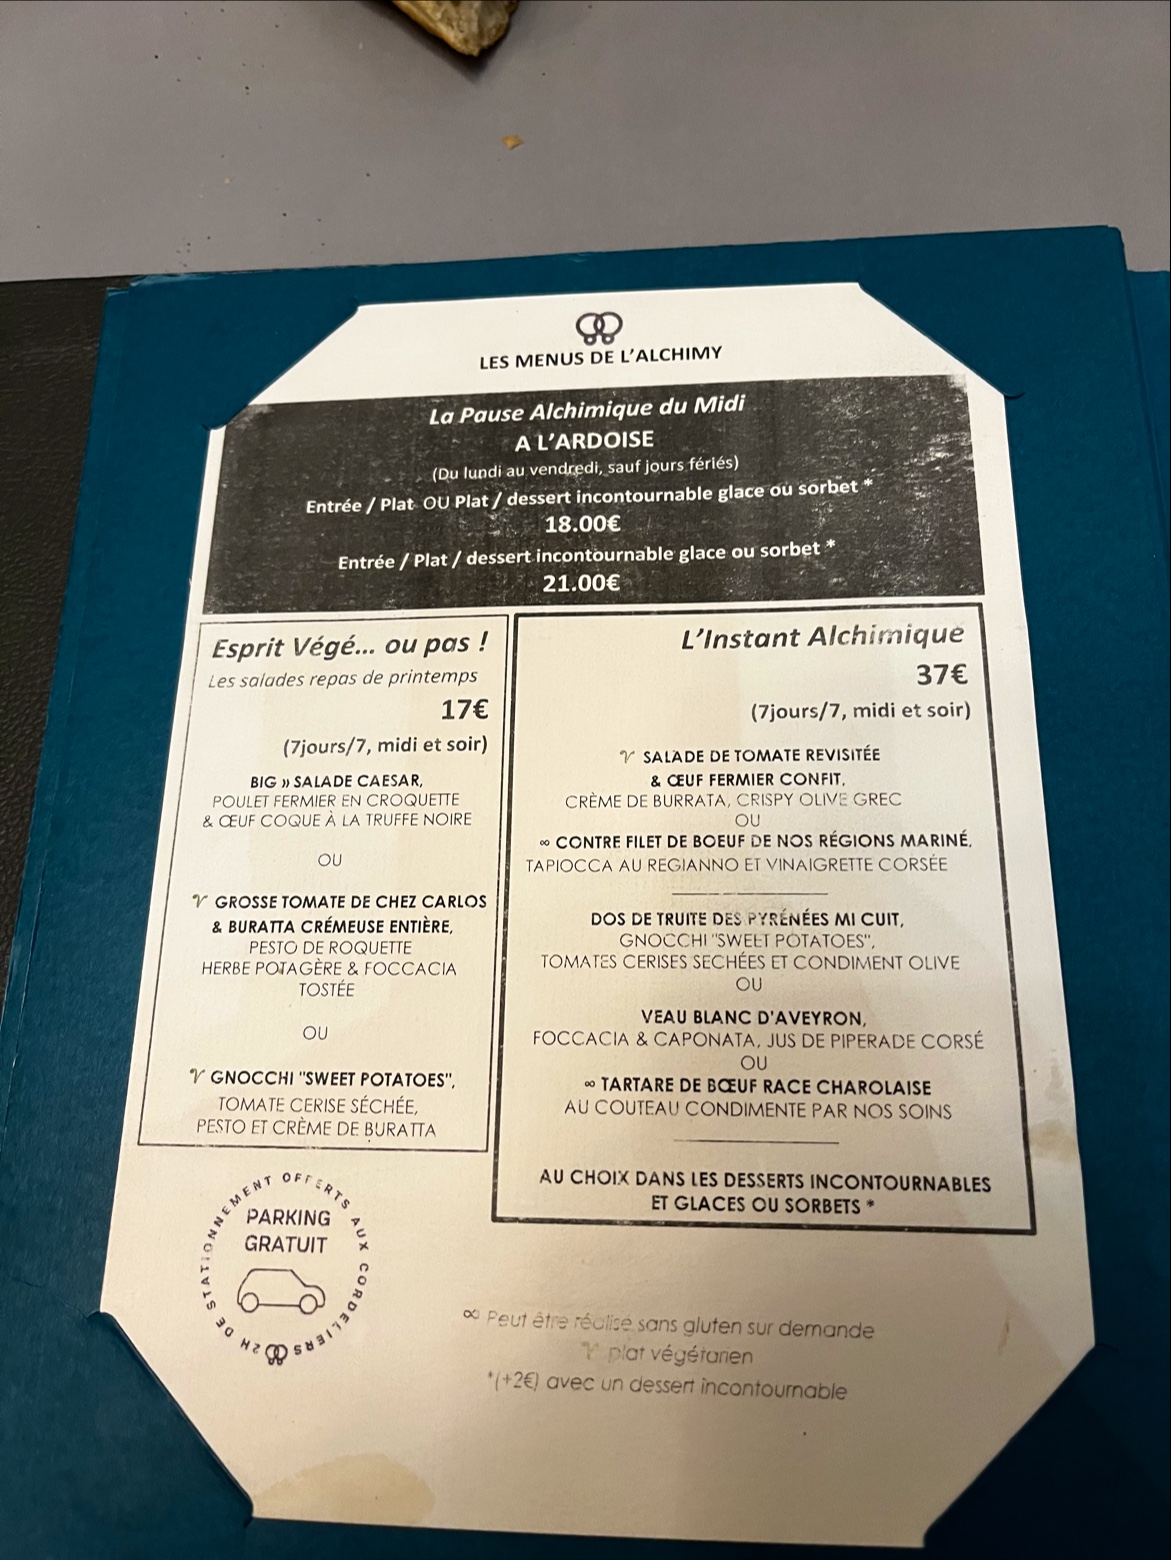 LES MENUS DE L'ALCHIMY
La Pause Alchimique du Midi
A L'ARDOISE
(Du lundi au vendredi, sauf jours fériés)
Entrée / Plat OU Plat / dessert incontournable glace ou sorbet *
18.00€
Entrée / Plat / dessert incontournable glace ou sorbet *
21.00€
Esprit Végé... ou pas !
Les salades repas de printemps
17€
(7jours/7, midi et soir)
BIG » SALADE CAESAR,
POULET FERMIER EN CROQUETTE
& ŒUF COQUE À LA TRUFFE NOIRE
OU
GROSSE TOMATE DE CHEZ CARLOS
& BURATTA CRÉMEUSE ENTIÈRE,
PESTO DE ROQUETTE
HERBE POTAGÈRE & FOCCACIA
TOSTÉE
OU
GNOCCHI "SWEET POTATOES",
TOMATE CERISE SÉCHÉE,
PESTO ET CRÈME DE BURATTA
L'Instant Alchimique
37€
(7jours/7, midi et soir)
SALADE DE TOMATE REVISITÉE
& ŒUF FERMIER CONFIT,
CRÈME DE BURRATA, CRISPY OLIVE GREC
OU
∞ CONTRE FILET DE BOEUF DE NOS RÉGIONS MARINÉ,
TAPIOCCA AU REGIANNO ET VINAIGRETTE CORSÉE
DOS DE TRUITE DES PYRÉNÉES MI CUIT,
GNOCCHI "SWEET POTATOES",
TOMATES CERISES SECHÉES ET CONDIMENT OLIVE
OU
VEAU BLANC D'AVEYRON,
FOCCACIA & CAPONATA, JUS DE PIPERADE CORSÉ
OU
∞ TARTARE DE BŒUF RACE CHAROLAISE
AU COUTEAU CONDIMENTE PAR NOS SOINS
AU CHOIX DANS LES DESSERTS INCONTOURNABLES
ET GLACES OU SORBETS *
2H DE STATIONNEMENT OFFERTS AUX CORDELIERS
PARKING
GRATUIT
∞ Peut être réalisé sans gluten sur demande
plat végétarien
*(+2€) avec un dessert incontournable